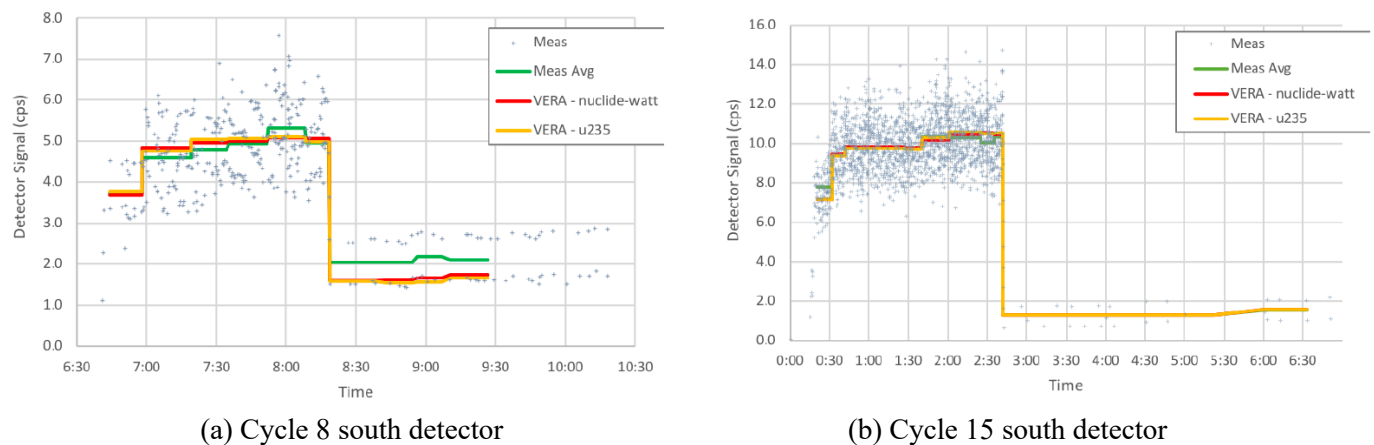 8.0
7.0
6.0
5.0
4.0
3.0
2.0
1.0
0.0
Detector Signal (cps)
6:30 7:00 7:30 8:00 8:30 9:00 9:30 10:00 10:30
Time
Meas
Meas Avg
VERA - nuclide-watt
VERA - u235
(a) Cycle 8 south detector
16.0
14.0
12.0
10.0
8.0
6.0
4.0
2.0
0.0
Detector Signal (cps)
0:00 0:30 1:00 1:30 2:00 2:30 3:00 3:30 4:00 4:30 5:00 5:30 6:00 6:30
Time
Meas
Meas Avg
VERA - nuclide-watt
VERA - u235
(b) Cycle 15 south detector